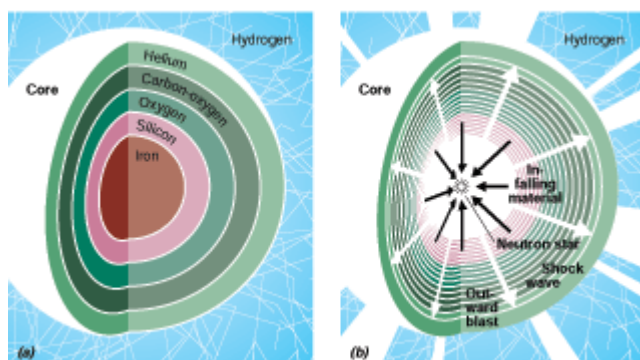 Hydrogen
Helium
Carbon-oxygen
Oxygen
Silicon
Iron
Core
(a)
Hydrogen
Core
In-
falling
material
Neutron star
Shock
wave
Out-
ward
blast
(b)